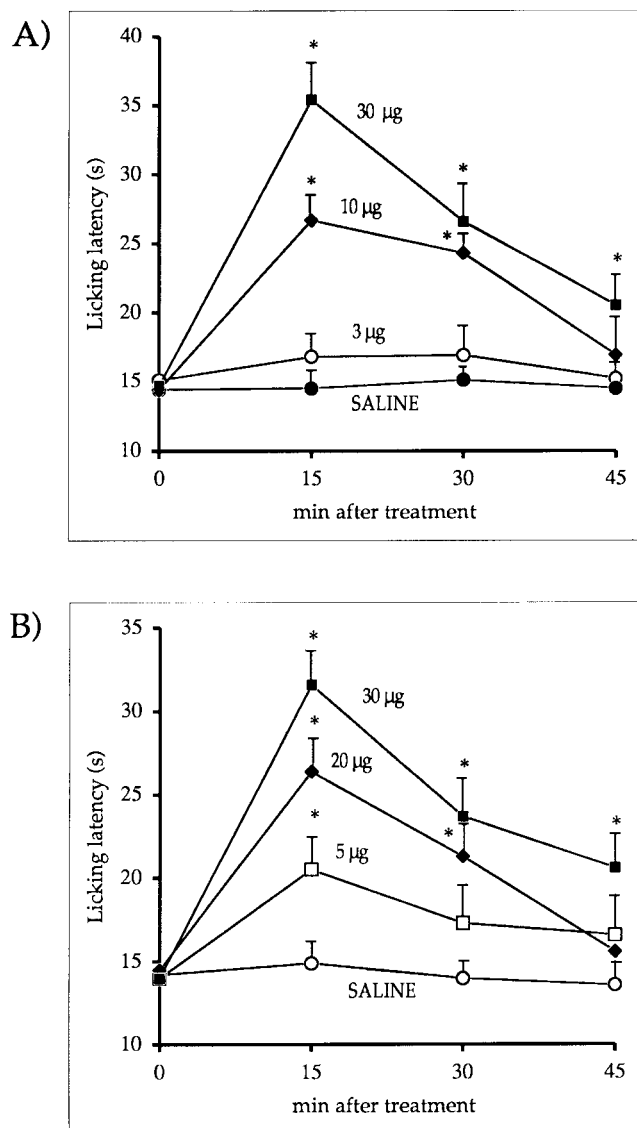 A)
40
35
30
25
20
15
10
Licking latency (s)
*
30 µg
*
*
10 µg
*
*
3 µg
SALINE
0 15 30 45
min after treatment
B)
35
30
25
20
15
10
Licking latency (s)
*
30 µg
*
20 µg
*
*
*
*
5 µg
SALINE
0 15 30 45
min after treatment